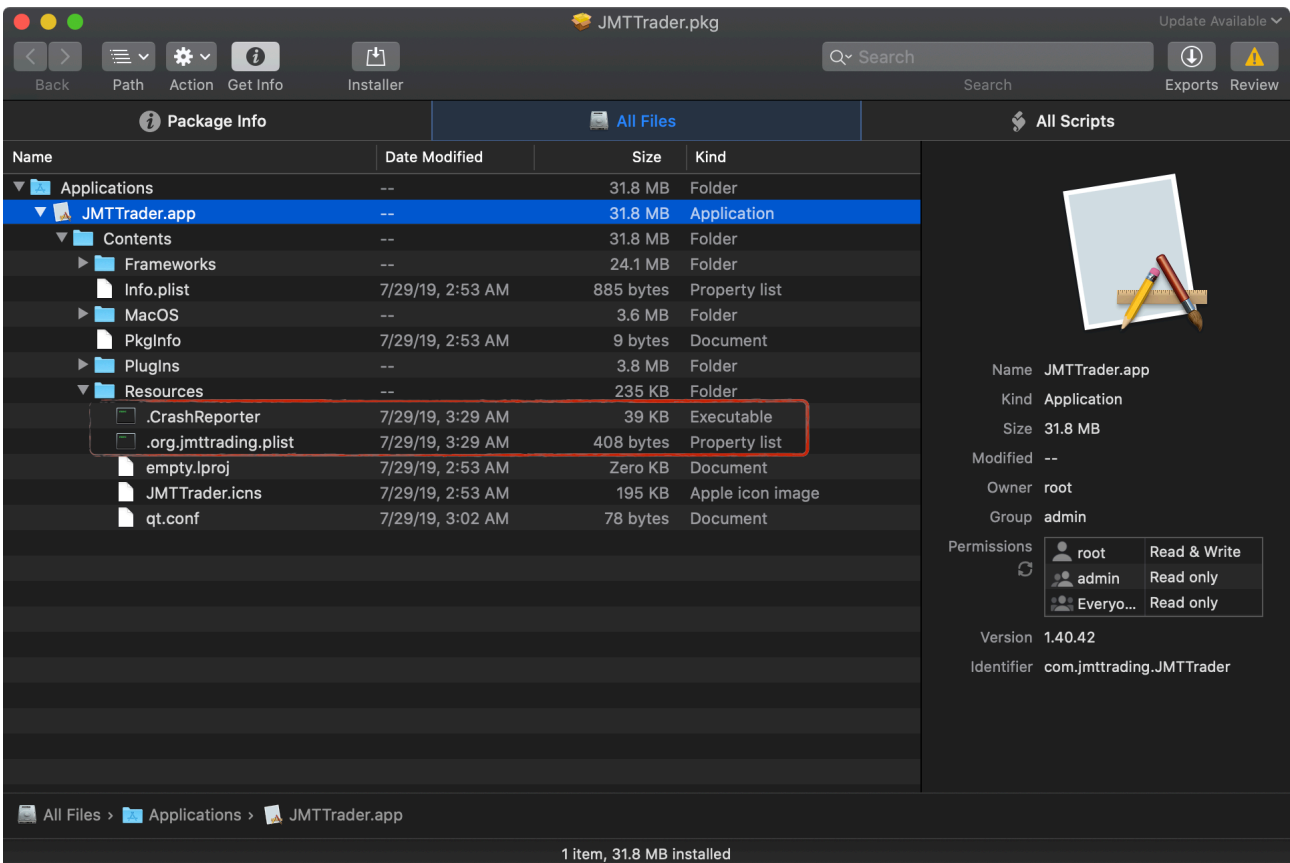 JMTTrader.pkg
Update Available
Search
Back Path Action Get Info Installer Search Exports Review
Package Info All Files All Scripts
Name Date Modified Size Kind
Applications -- 31.8 MB Folder
JMTTrader.app -- 31.8 MB Application
Contents -- 31.8 MB Folder
Frameworks -- 24.1 MB Folder
Info.plist 7/29/19, 2:53 AM 885 bytes Property list
MacOS -- 3.6 MB Folder
PkgInfo 7/29/19, 2:53 AM 9 bytes Document
PlugIns -- 3.8 MB Folder
Resources -- 235 KB Folder
.CrashReporter 7/29/19, 3:29 AM 39 KB Executable
.org.jmttrading.plist 7/29/19, 3:29 AM 408 bytes Property list
empty.lproj 7/29/19, 2:53 AM Zero KB Document
JMTTrader.icns 7/29/19, 2:53 AM 195 KB Apple icon image
qt.conf 7/29/19, 3:02 AM 78 bytes Document
Name JMTTrader.app
Kind Application
Size 31.8 MB
Modified --
Owner root
Group admin
Permissions root Read & Write
admin Read only
Everyo... Read only
Version 1.40.42
Identifier com.jmttrading.JMTTrader
All Files › Applications › JMTTrader.app
1 item, 31.8 MB installed